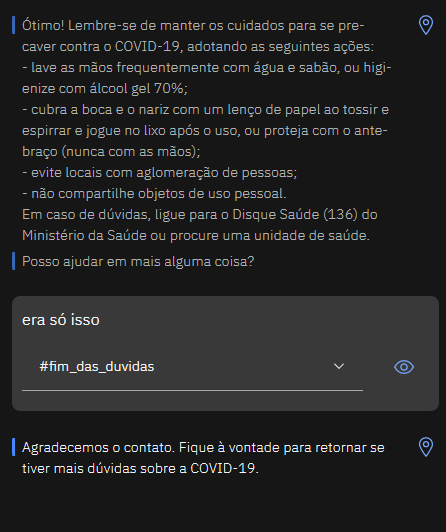 Ótimo! Lembre-se de manter os cuidados para se pre-
caver contra o COVID-19, adotando as seguintes ações:
- lave as mãos frequentemente com água e sabão, ou higi-
enize com álcool gel 70%;
- cubra a boca e o nariz com um lenço de papel ao tossir e
espirrar e jogue no lixo após o uso, ou proteja com o ante-
braço (nunca com as mãos);
- evite locais com aglomeração de pessoas;
- não compartilhe objetos de uso pessoal.
Em caso de dúvidas, ligue para o Disque Saúde (136) do
Ministério da Saúde ou procure uma unidade de saúde.
Posso ajudar em mais alguma coisa?
era só isso
#fim_das_duvidas
Agradecemos o contato. Fique à vontade para retornar se
tiver mais dúvidas sobre a COVID-19.